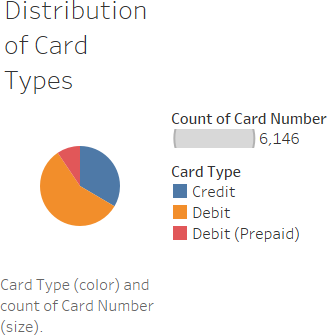 Distribution
of Card
Types
Count of Card Number
6,146
Card Type
Credit
Debit
Debit (Prepaid)
Card Type (color) and
count of Card Number
(size).